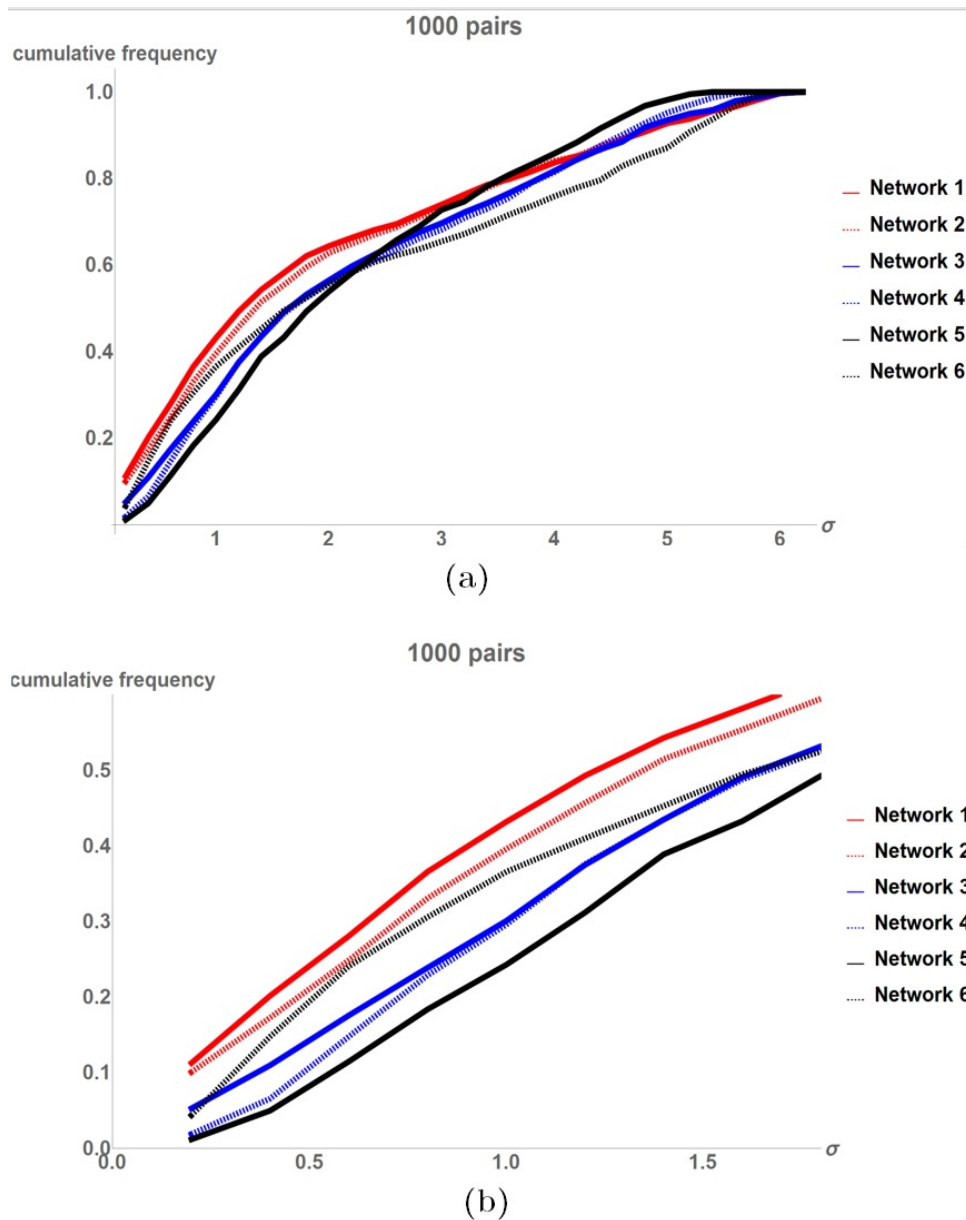 1000 pairs
cumulative frequency
1.0
0.8
0.6
0.4
0.2
1 2 3 4 5 6 σ
Network 1
Network 2
Network 3
Network 4
Network 5
Network 6
(a)
1000 pairs
cumulative frequency
0.5
0.4
0.3
0.2
0.1
0.0
0.0 0.5 1.0 1.5 σ
Network 1
Network 2
Network 3
Network 4
Network 5
Network 6
(b)